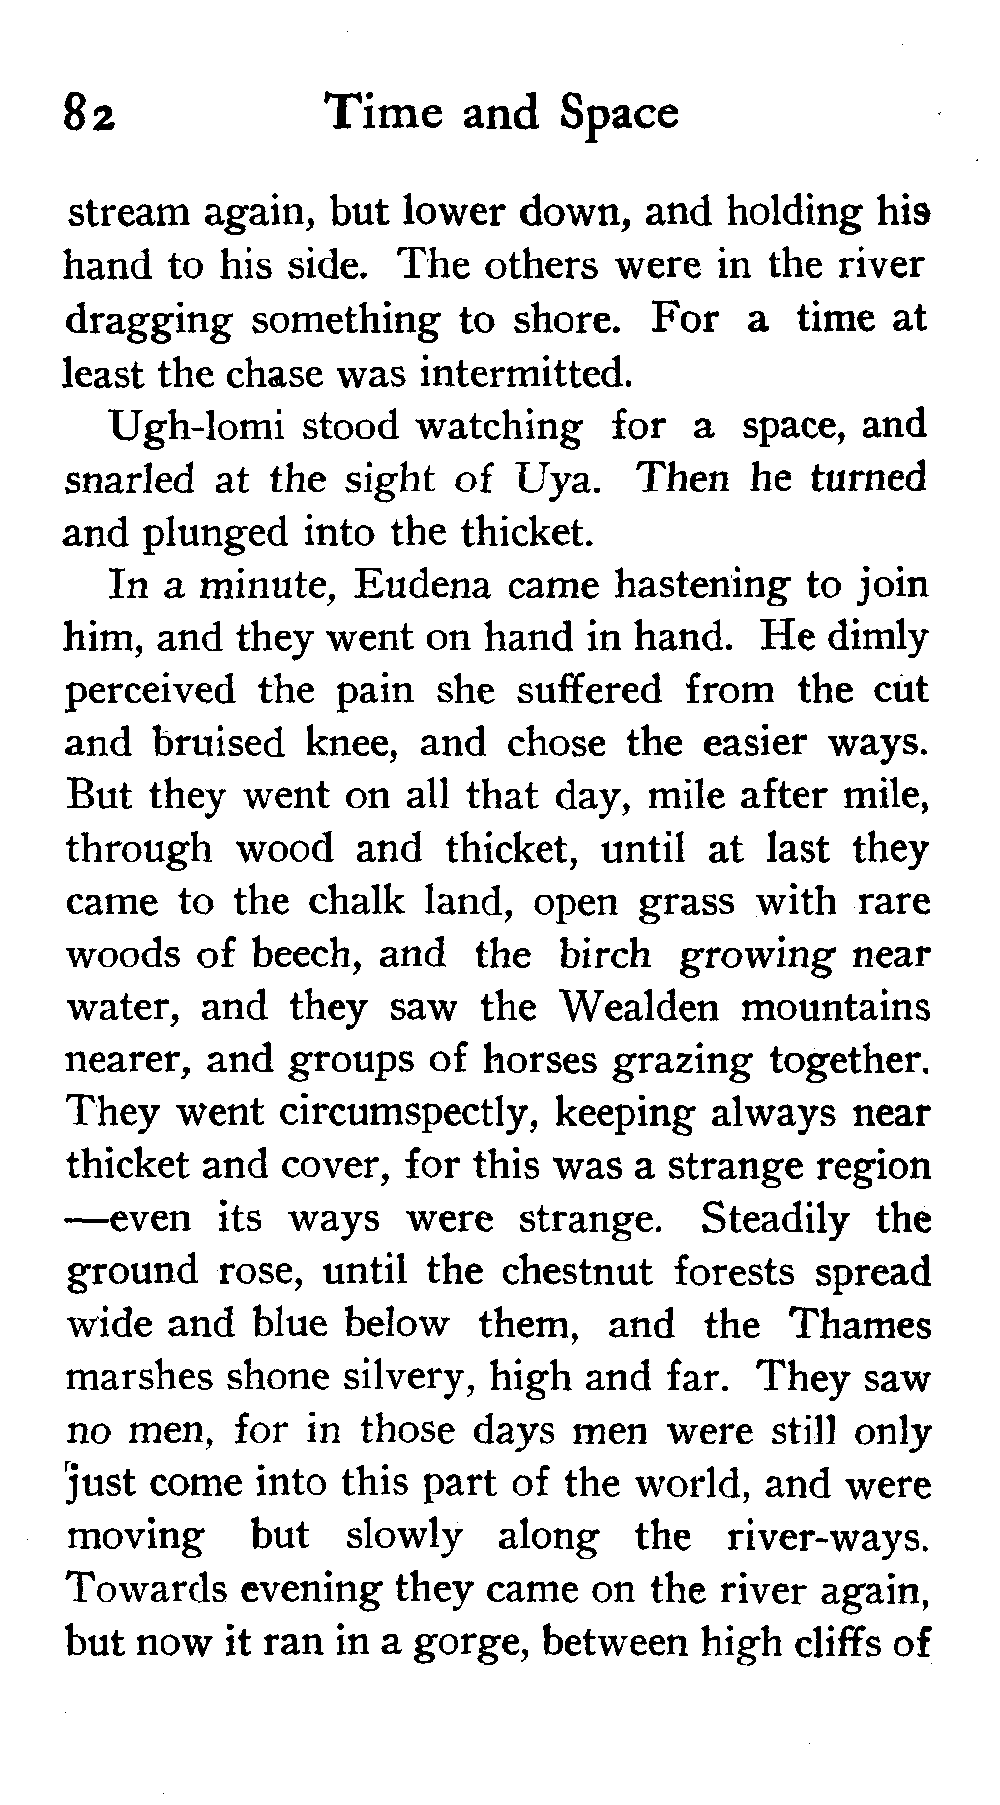 82 Time and Space
stream again, but lower down, and holding his
hand to his side. The others were in the river
dragging something to shore. For a time at
least the chase was intermitted.
Ugh-lomi stood watching for a space, and
snarled at the sight of Uya. Then he turned
and plunged into the thicket.
In a minute, Eudena came hastening to join
him, and they went on hand in hand. He dimly
perceived the pain she suffered from the cut
and bruised knee, and chose the easier ways.
But they went on all that day, mile after mile,
through wood and thicket, until at last they
came to the chalk land, open grass with rare
woods of beech, and the birch growing near
water, and they saw the Wealden mountains
nearer, and groups of horses grazing together.
They went circumspectly, keeping always near
thicket and cover, for this was a strange region
—even its ways were strange. Steadily the
ground rose, until the chestnut forests spread
wide and blue below them, and the Thames
marshes shone silvery, high and far. They saw
no men, for in those days men were still only
just come into this part of the world, and were
moving but slowly along the river-ways.
Towards evening they came on the river again,
but now it ran in a gorge, between high cliffs of